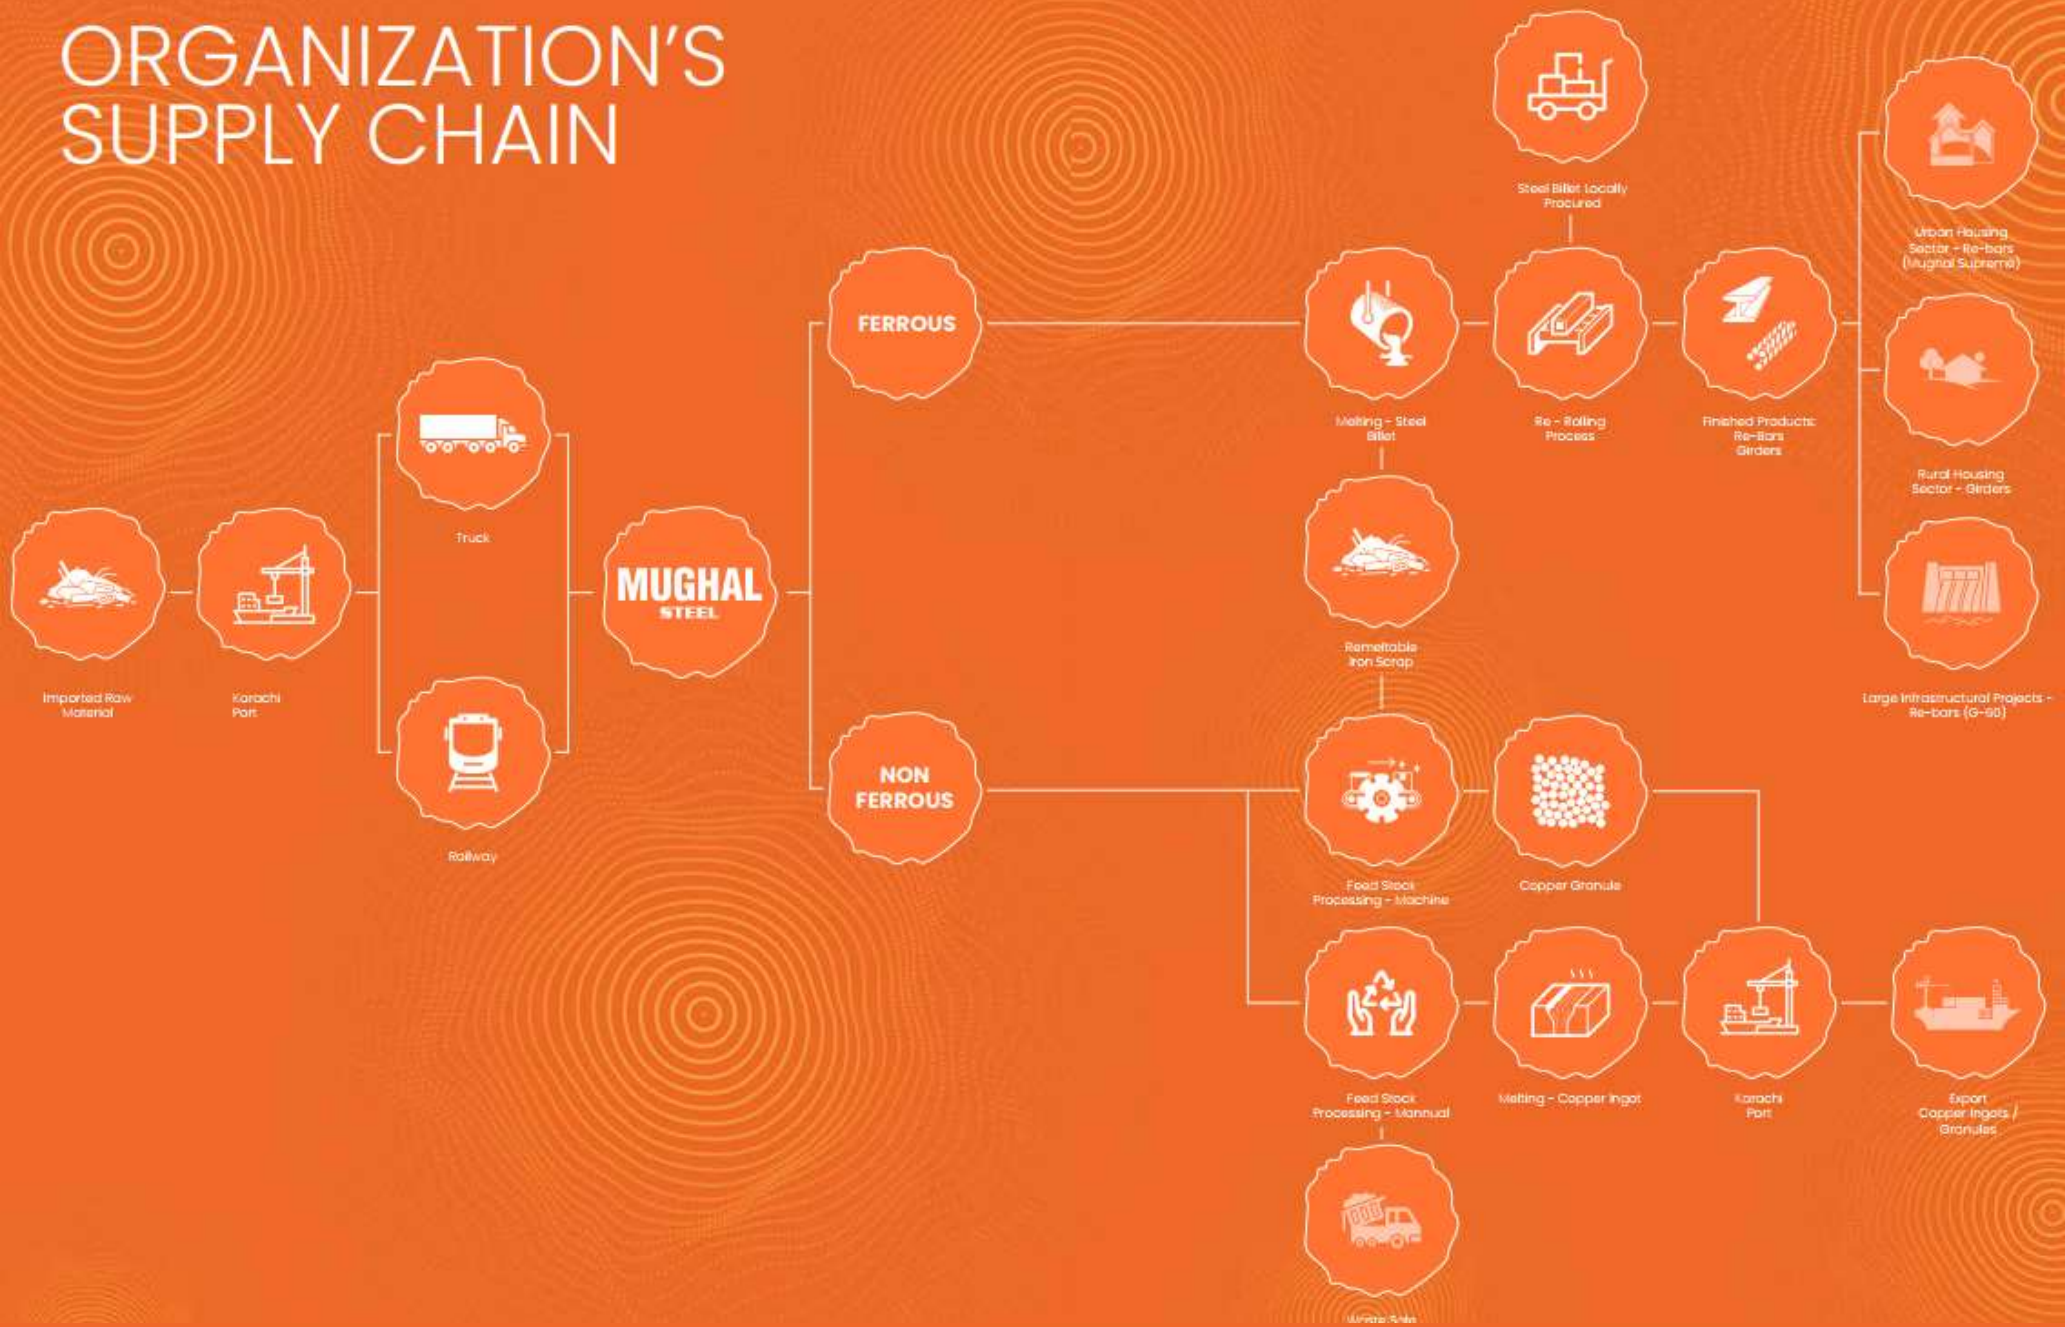 ORGANIZATION'S
SUPPLY CHAIN
Imported Raw
Material
Karachi
Port
Truck
Railway
MUGHAL
STEEL
FERROUS
NON
FERROUS
Steel Billet Locally
Procured
Melting - Steel
Billet
Re - Rolling
Process
Finished Products:
Re-Bars
Girders
Urban Housing
Sector - Re-bars
(Mughal Supreme)
Rural Housing
Sector - Girders
Large Infrastructural Projects -
Re-bars (G-60)
Remeltable
Iron Scrap
Feed Stock
Processing - Machine
Copper Granule
Feed Stock
Processing - Mannual
Melting - Copper Ingot
Karachi
Port
Export
Copper Ingots /
Granules
Waste Sale